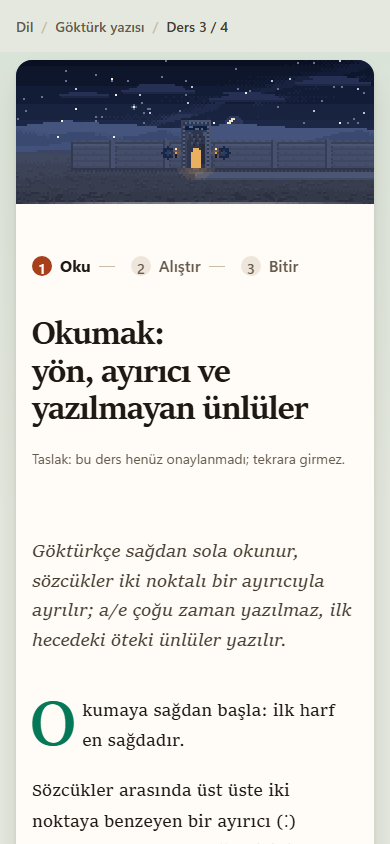 Dil / Göktürk yazısı / Ders 3 / 4
1 Oku — 2 Alıştır — 3 Bitir
Okumak:
yön, ayırıcı ve
yazılmayan ünlüler
Taslak: bu ders henüz onaylanmadı; tekrara girmez.
Göktürkçe sağdan sola okunur,
sözcükler iki noktalı bir ayırıcıyla
ayrılır; a/e çoğu zaman yazılmaz, ilk
hecedeki öteki ünlüler yazılır.
Okumaya sağdan başla: ilk harf
en sağdadır.
Sözcükler arasında üst üste iki
noktaya benzeyen bir ayırıcı (⁚)